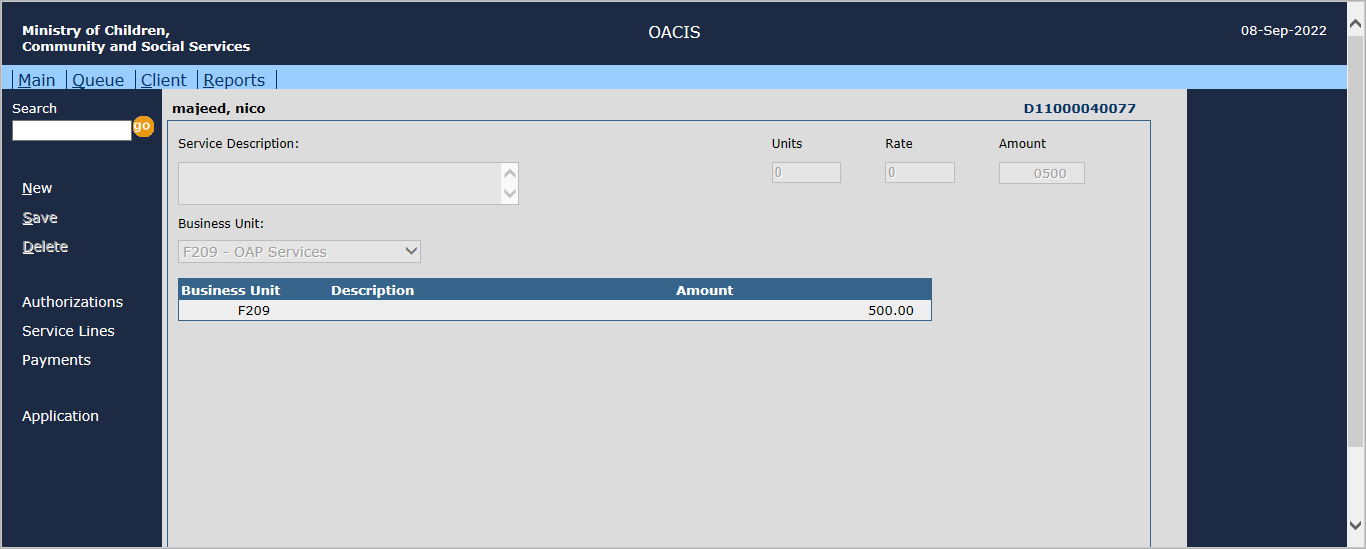 Ministry of Children,
Community and Social Services
OACIS
08-Sep-2022
Main Queue Client Reports
Search
go
New
Save
Delete
Authorizations
Service Lines
Payments
Application
majeed, nico
D11000040077
Service Description:
Units Rate Amount
0 0 0500
Business Unit:
F209 - OAP Services
Business Unit Description Amount
F209 500.00